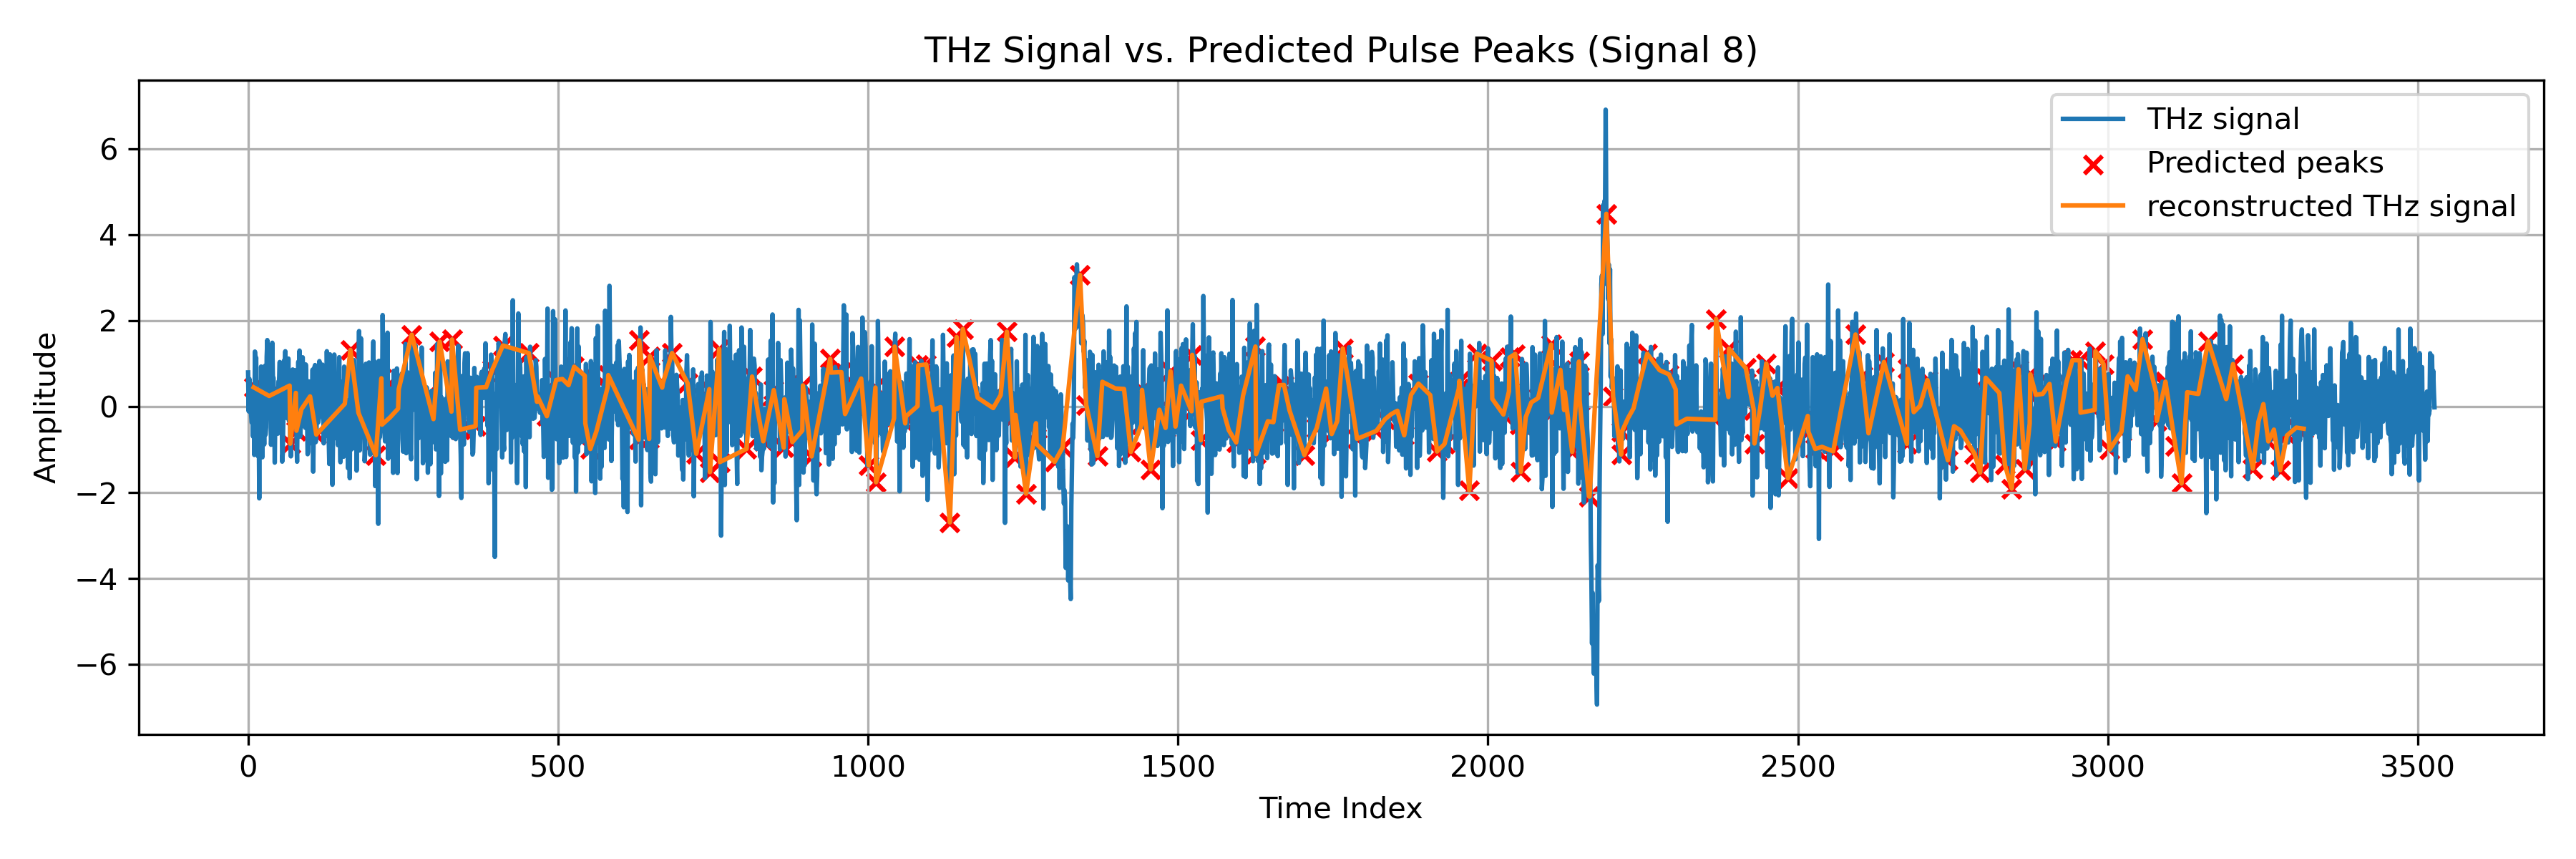 THz Signal vs. Predicted Pulse Peaks (Signal 8)
THz signal
Predicted peaks
reconstructed THz signal
Amplitude
6
4
2
0
−2
−4
−6
0 500 1000 1500 2000 2500 3000 3500
Time Index